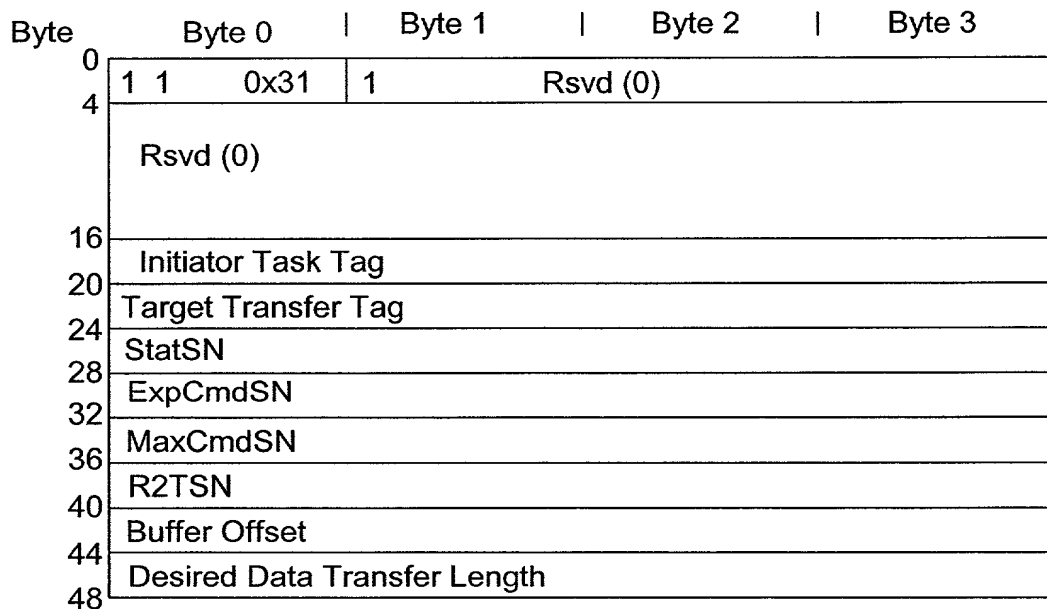 Byte Byte 0 | Byte 1 | Byte 2 | Byte 3
0
1 1 0x31 1 Rsvd (0)
4
Rsvd (0)
16
Initiator Task Tag
20
Target Transfer Tag
24
StatSN
28
ExpCmdSN
32
MaxCmdSN
36
R2TSN
40
Buffer Offset
44
Desired Data Transfer Length
48